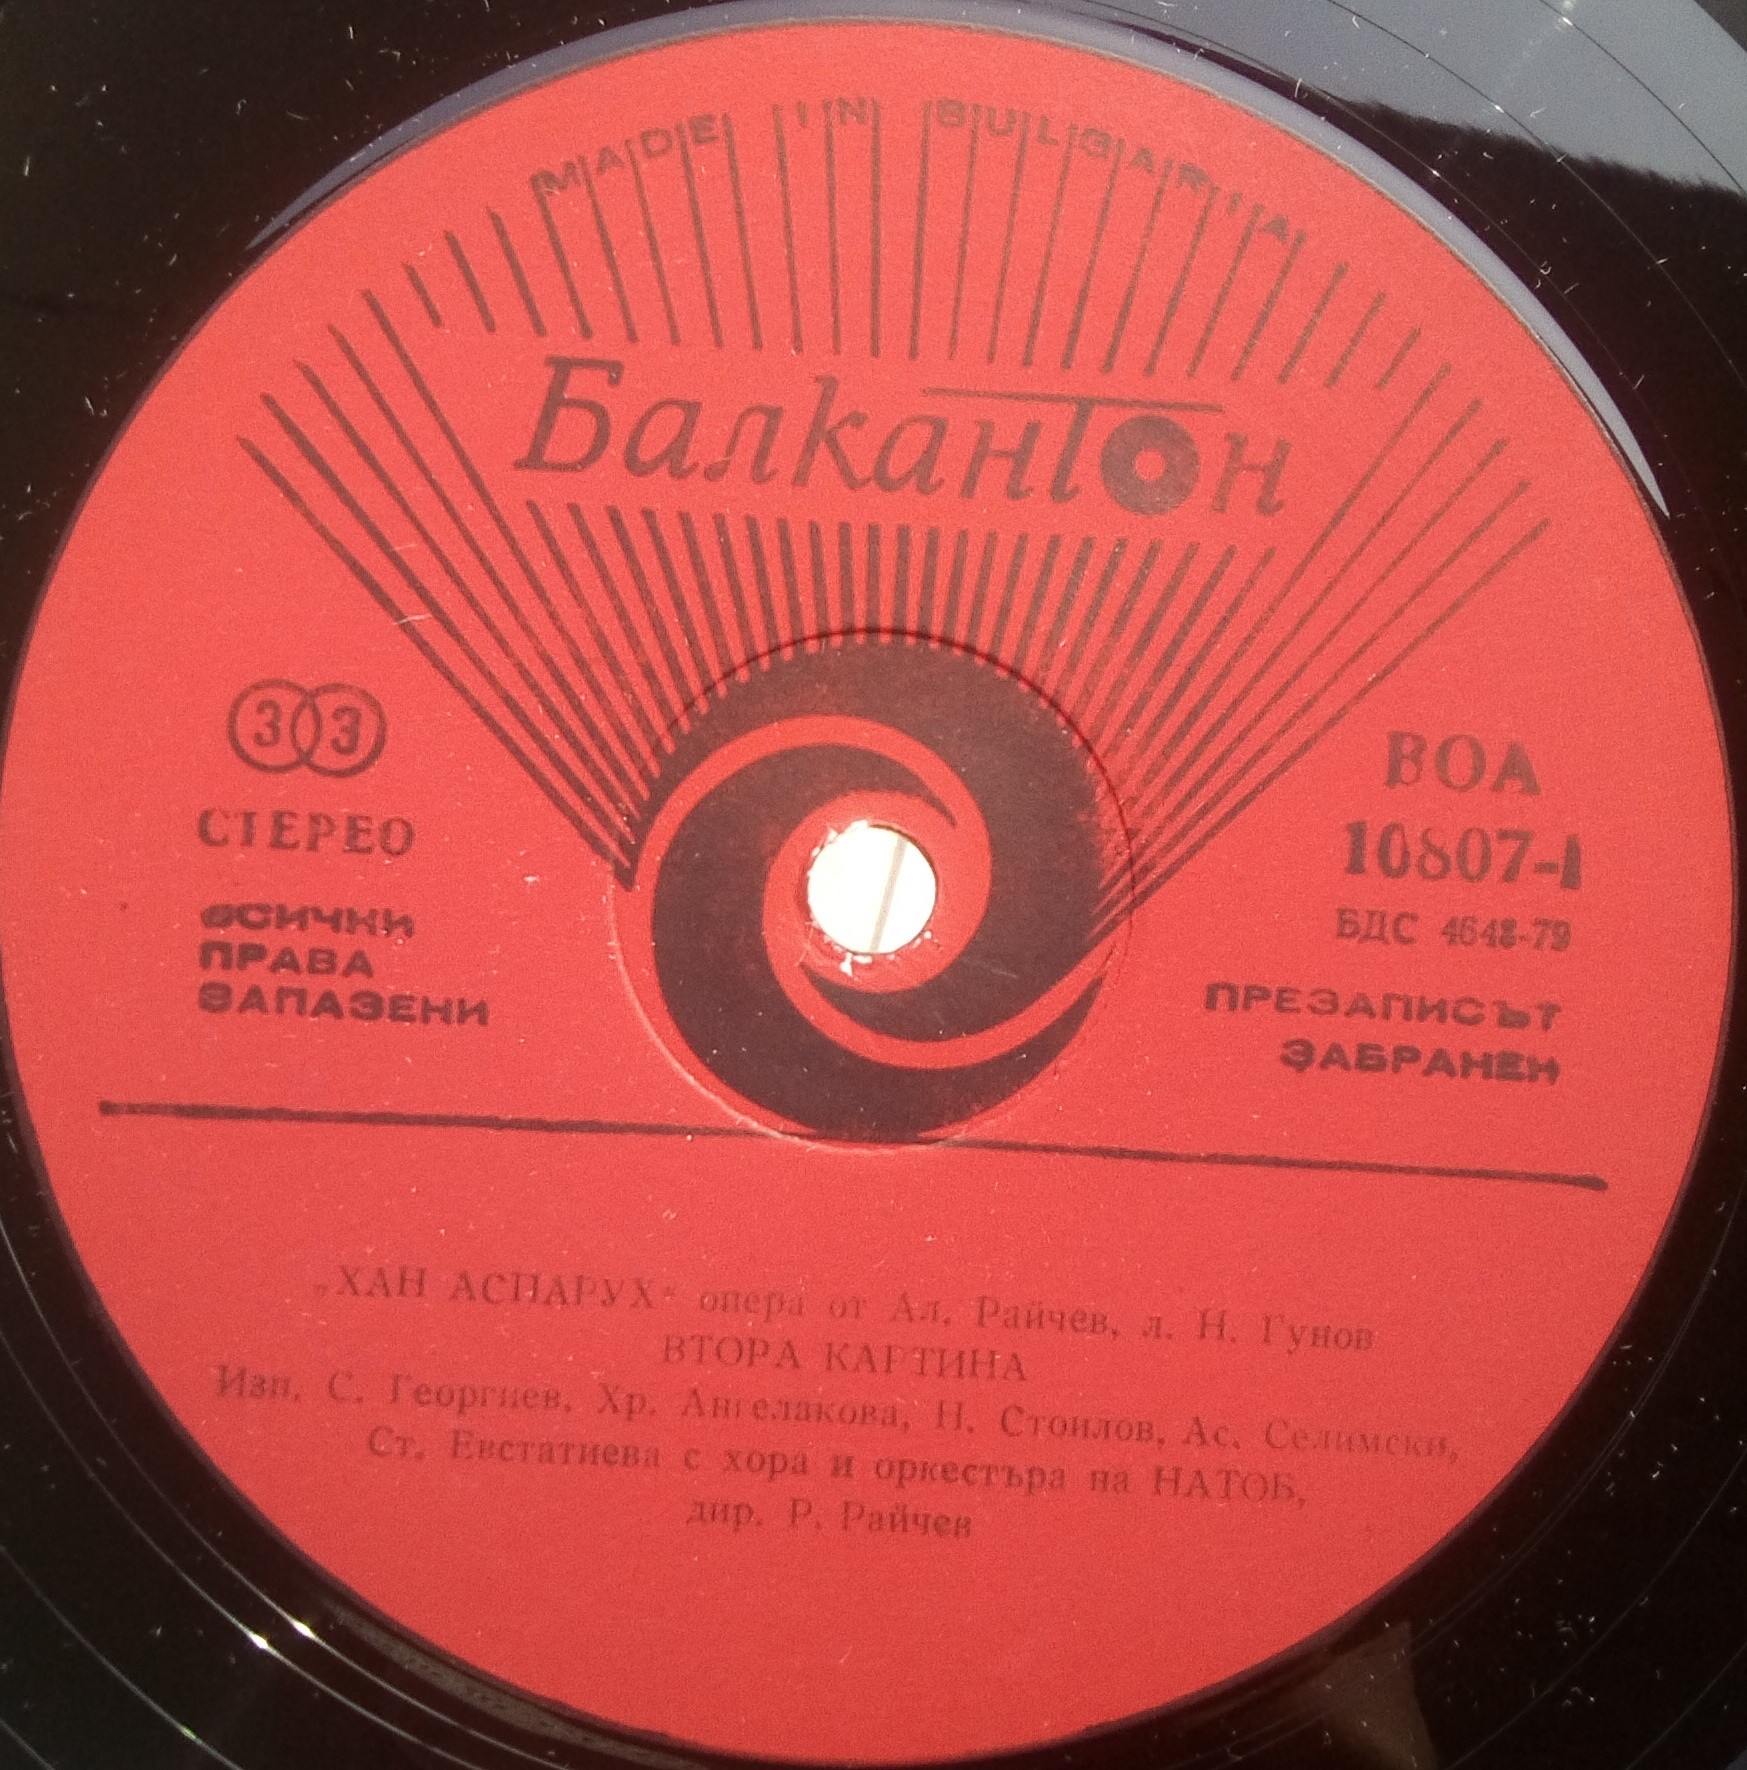 MADE IN BULGARIA
Балкантон
33
СТЕРЕО
ВСИЧКИ
ПРАВА
ЗАПАЗЕНИ
ВОА
10807-I
БДС 4648-79
ПРЕЗАПИСЪТ
ЗАБРАНЕН
„ХАН АСПАРУХ“ опера от Ал. Райчев, л. Н. Гунов
ВТОРА КАРТИНА
Изп. С. Георгиев, Хр. Ангелакова, Н. Стоилов, Ас. Селимски,
Ст. Евстатиева с хора и оркестъра на НАТОБ,
дир. Р. Райчев